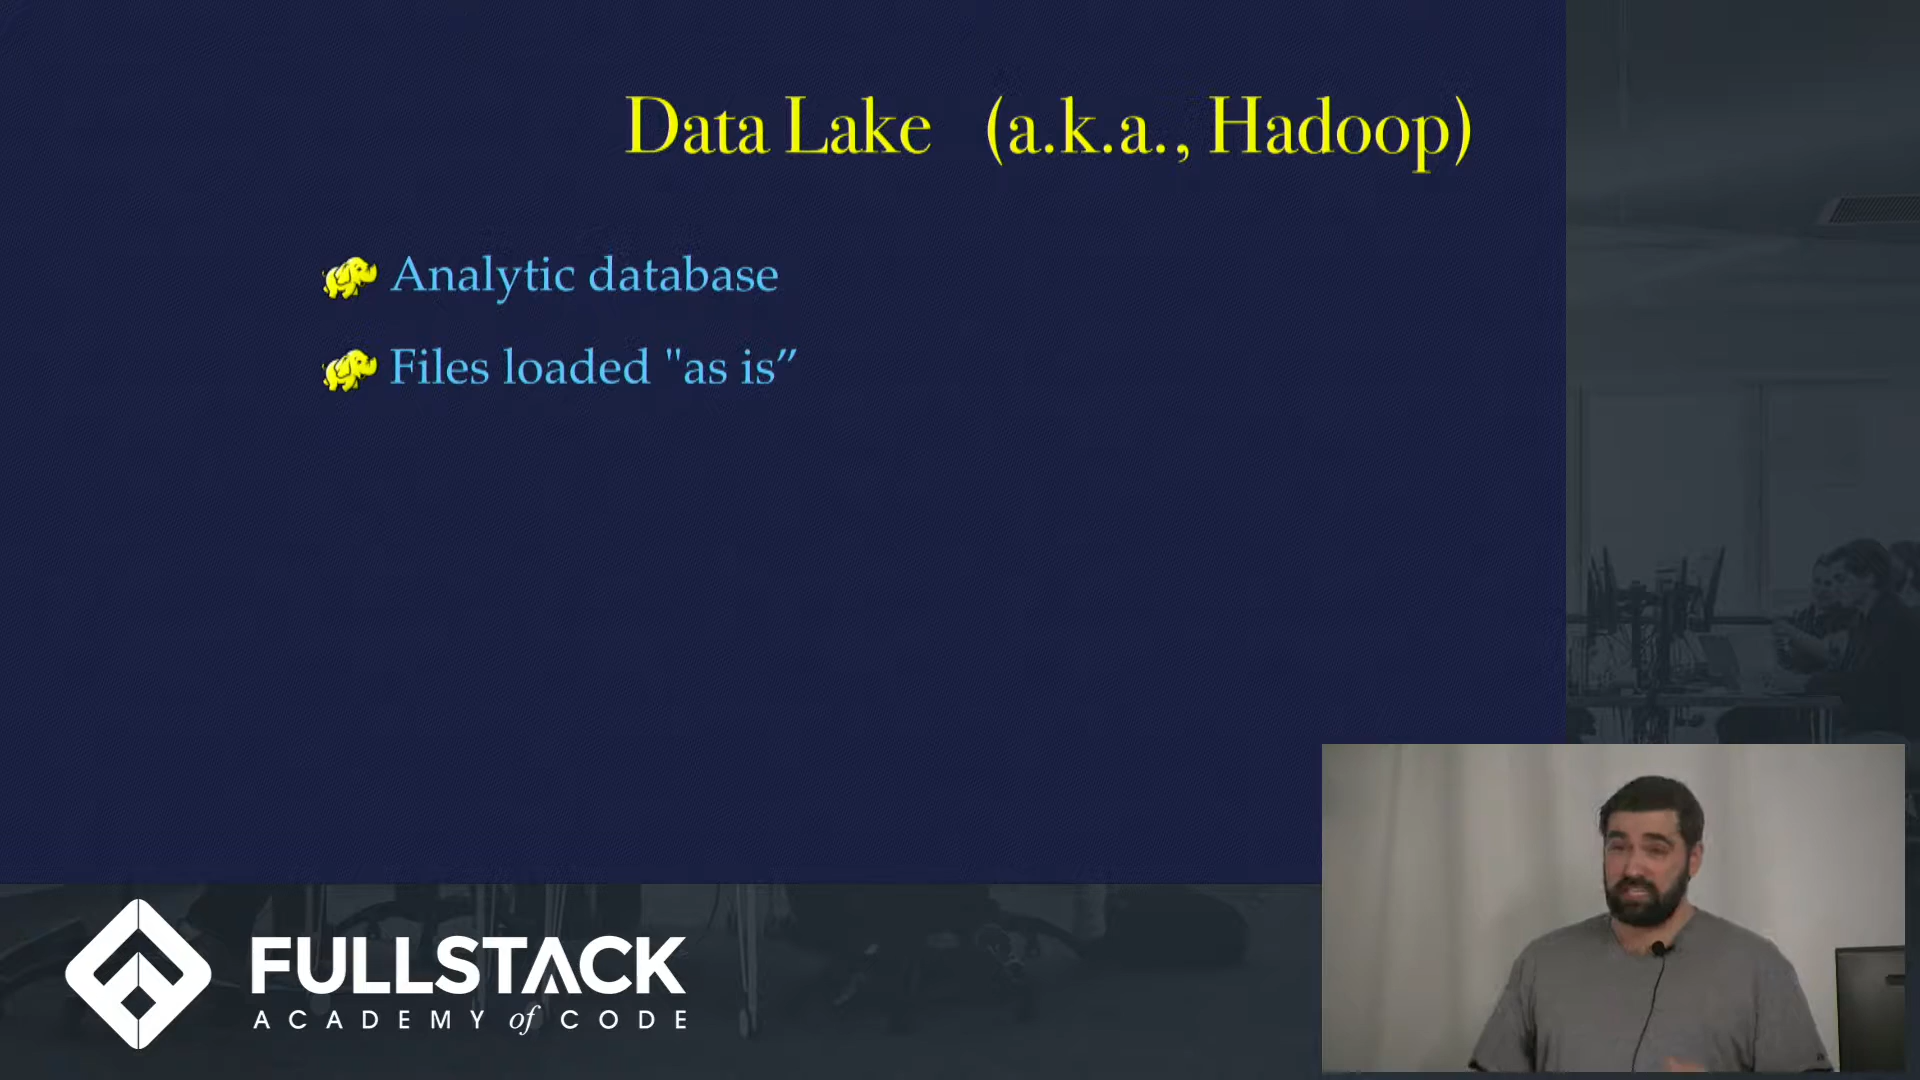 Data Lake (a.k.a., Hadoop)
Analytic database
Files loaded "as is”
FULLSTACK
ACADEMY of CODE